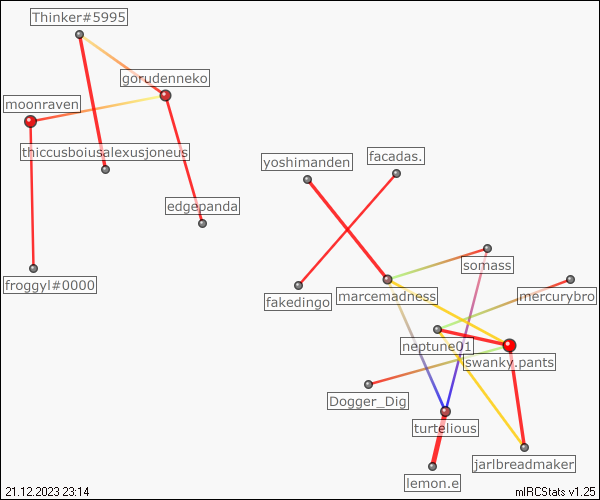 Thinker#5995
gorudenneko
moonraven
thiccusboiusalexusjoneus
facadas.
yoshimanden
edgepanda
somass
froggyl#0000
fakedingo
marcemadness
mercurybro
neptune01
swanky.pants
Dogger_Dig
turtelious
jarlbreadmaker
lemon.e
21.12.2023 23:14
mIRCStats v1.25